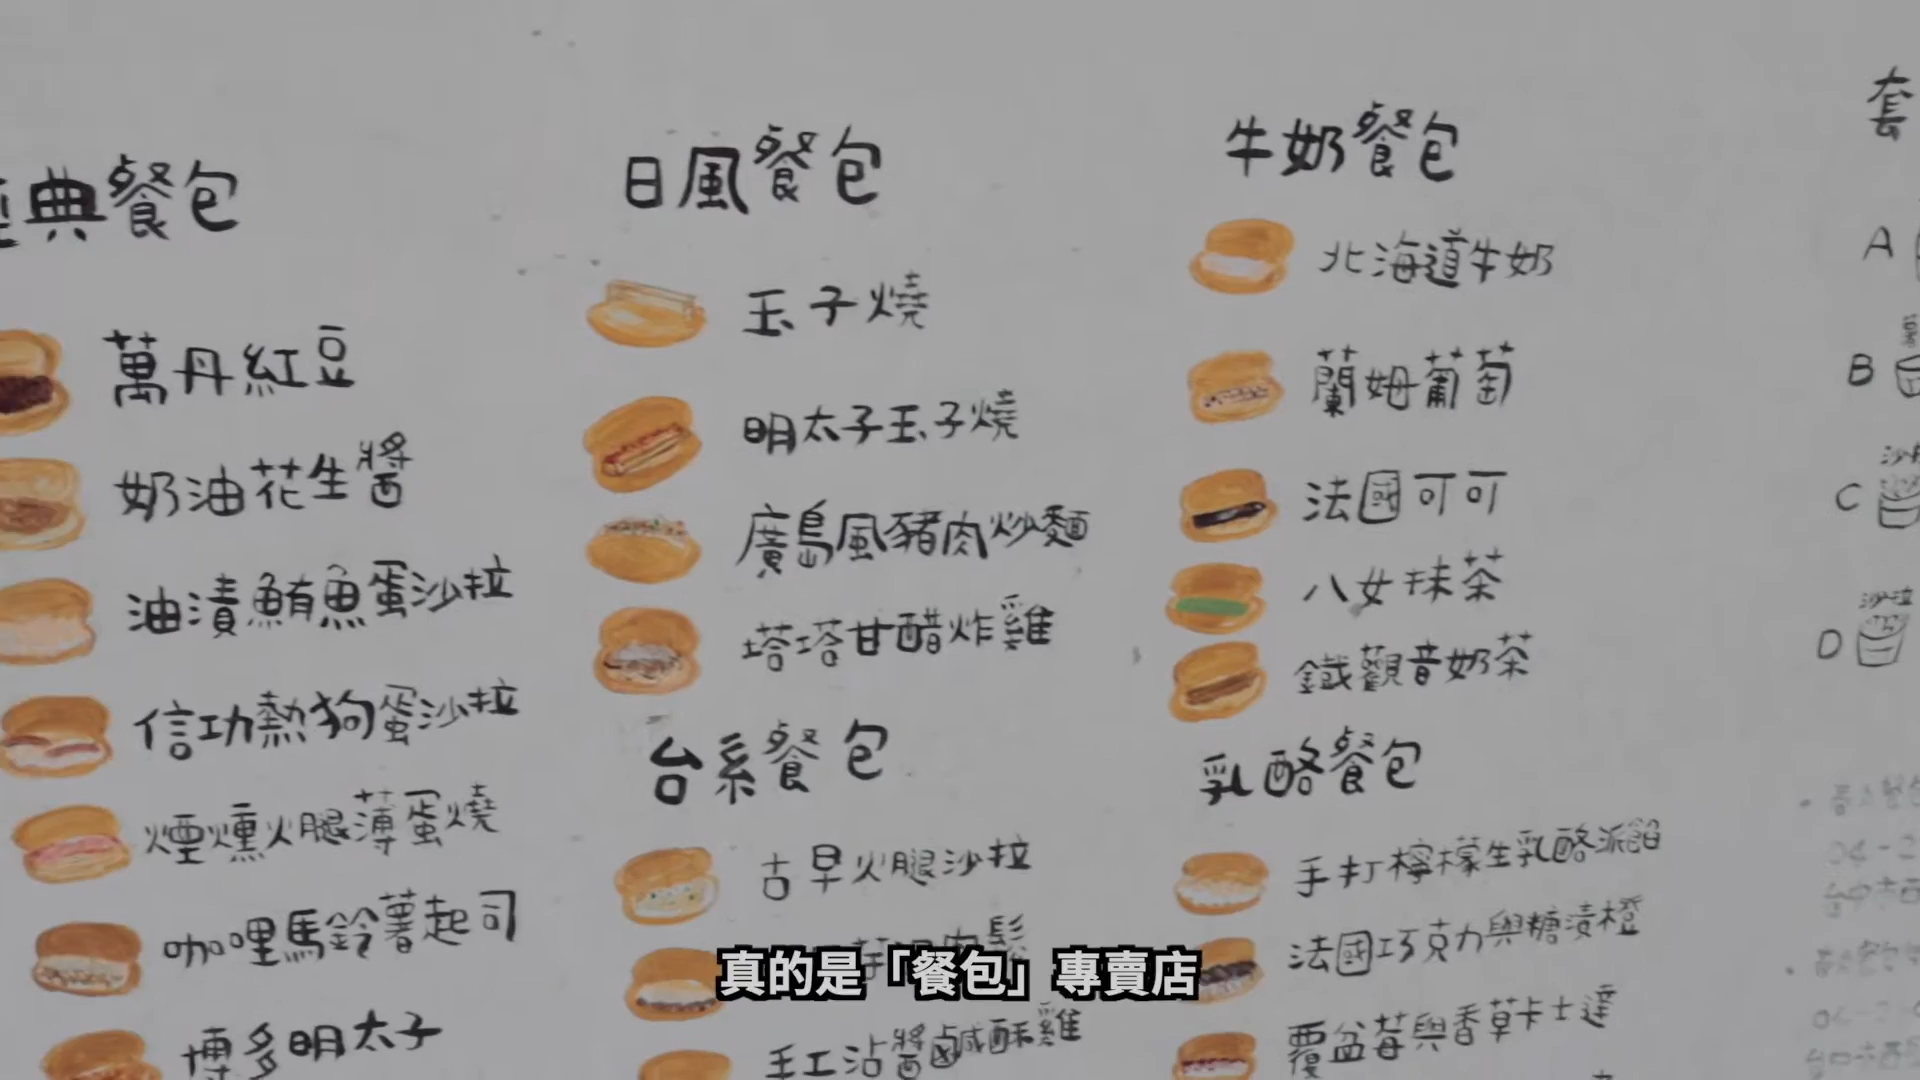 典餐包
萬丹紅豆
奶油花生醬
油漬鮪魚蛋沙拉
信功熱狗蛋沙拉
煙燻火腿薄蛋燒
咖哩馬鈴薯起司
博多明太子
日風餐包
玉子燒
明太子玉子燒
廣島風豬肉炒麵
塔塔甘醋炸雞
台系餐包
古早火腿沙拉
手工沾醬鹵咸酥雞
牛奶餐包
北海道牛奶
蘭姆葡萄
法國可可
八女抹茶
鐵觀音奶茶
乳酪餐包
手打檸檬生乳酪派餡
法國巧克力與糖漬橙
覆盆莓與香草卡士達
套
A
B
C
沙拉
D
真的是「餐包」專賣店